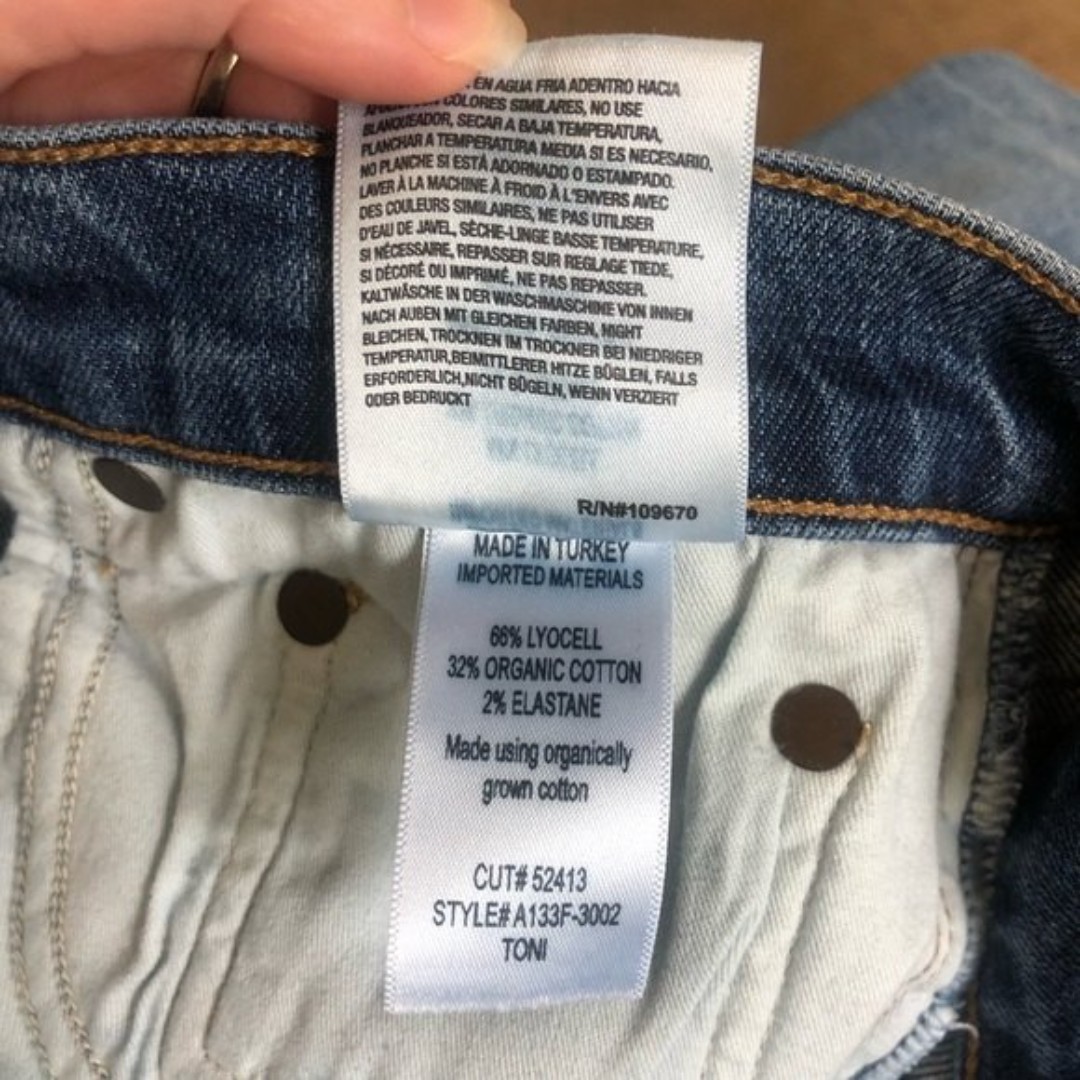 EN AGUA FRIA ADENTRO HACIA
COLORES SIMILARES, NO USE
BLANQUEADOR, SECAR A BAJA TEMPERATURA,
PLANCHAR A TEMPERATURA MEDIA SI ES NECESARIO.
NO PLANCHE SI ESTÀ ADORNADO O ESTAMPADO.
LAVER À LA MACHINE À FROID À L'ENVERS AVEC
DES COULEURS SIMILAIRES, NE PAS UTILISER
D'EAU DE JAVEL, SÈCHE-LINGE BASSE TEMPERATURE,
SI NÉCESSAIRE, REPASSER SUR REGLAGE TIEDE.
SI DÉCORÉ OU IMPRIMÉ, NE PAS REPASSER.
KALTWÄSCHE IN DER WASCHMASCHINE VON INNEN
NACH AUßEN MIT GLEICHEN FARBEN, NIGHT
BLEICHEN, TROCKNEN IM TROCKNER BEI NIEDRIGER
TEMPERATUR,BEIMITTLERER HITZE BÜGLEN, FALLS
ERFORDERLICH,NICHT BÜGELN, WENN VERZIERT
ODER BEDRUCKT
R/N#109670
MADE IN TURKEY
IMPORTED MATERIALS
66% LYOCELL
32% ORGANIC COTTON
2% ELASTANE
Made using organically
grown cotton
CUT# 52413
STYLE# A133F-3002
TONI